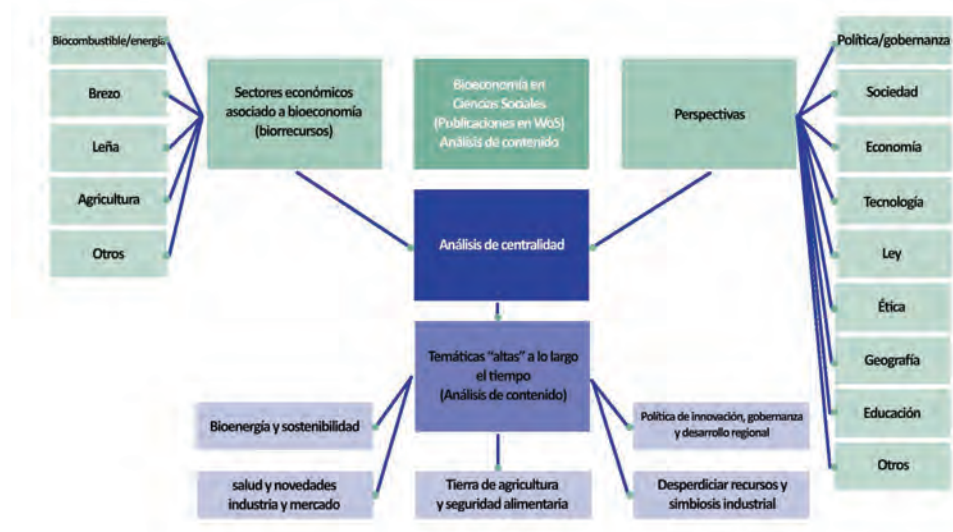 Biocombustible/energía
Brezo
Leña
Agricultura
Otros
Sectores económicos
asociado a bioeconomía
(biorrecursos)
Bioeconomía en
Ciencias Sociales
(Publicaciones en WoS)
Análisis de contenido
Perspectivas
Política/gobernanza
Sociedad
Economía
Tecnología
Ley
Ética
Geografía
Educación
Otros
Análisis de centralidad
Temáticas “altas” a lo largo
el tiempo
(Análisis de contenido)
Bioenergía y sostenibilidad
Política de innovación, gobernanza
y desarrollo regional
salud y novedades
industria y mercado
Tierra de agricultura
y seguridad alimentaria
Desperdiciar recursos y
simbiosis industrial